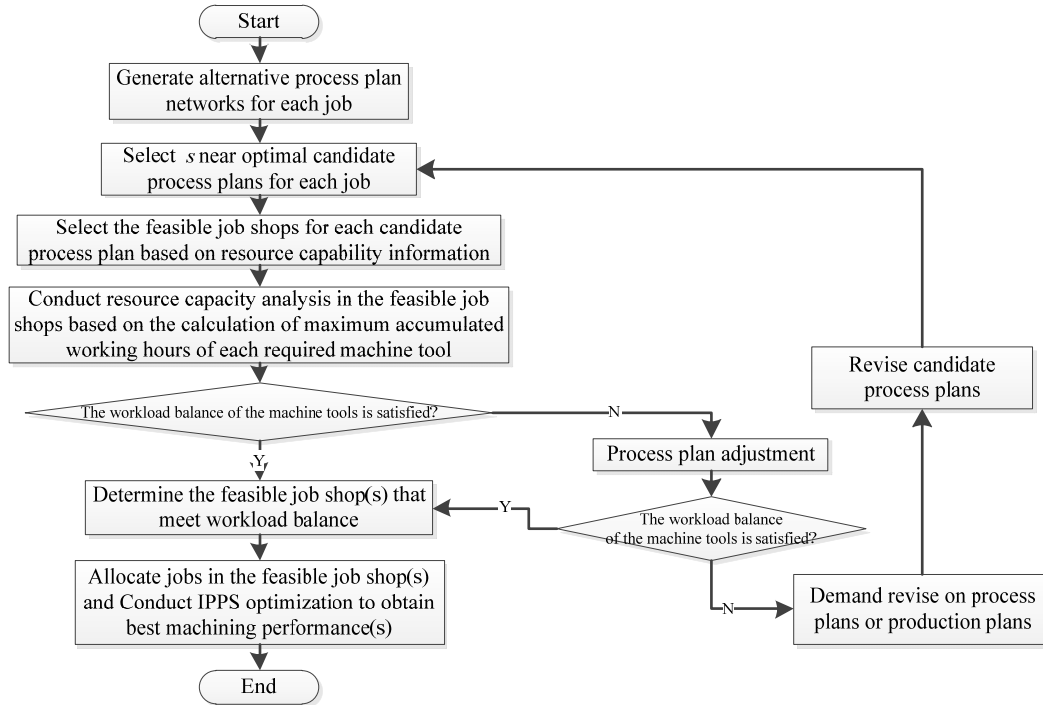 Start
Generate alternative process plan
networks for each job
Select s near optimal candidate
process plans for each job
Select the feasible job shops for each candidate
process plan based on resource capability information
Conduct resource capacity analysis in the feasible job
shops based on the calculation of maximum accumulated
working hours of each required machine tool
Revise candidate
process plans
The workload balance of the machine tools is satisfied?
N
Process plan adjustment
Y
Determine the feasible job shop(s) that
meet workload balance
Y
The workload balance
of the machine tools is satisfied?
Allocate jobs in the feasible job shop(s)
and Conduct IPPS optimization to obtain
best machining performance(s)
N
Demand revise on process
plans or production plans
End